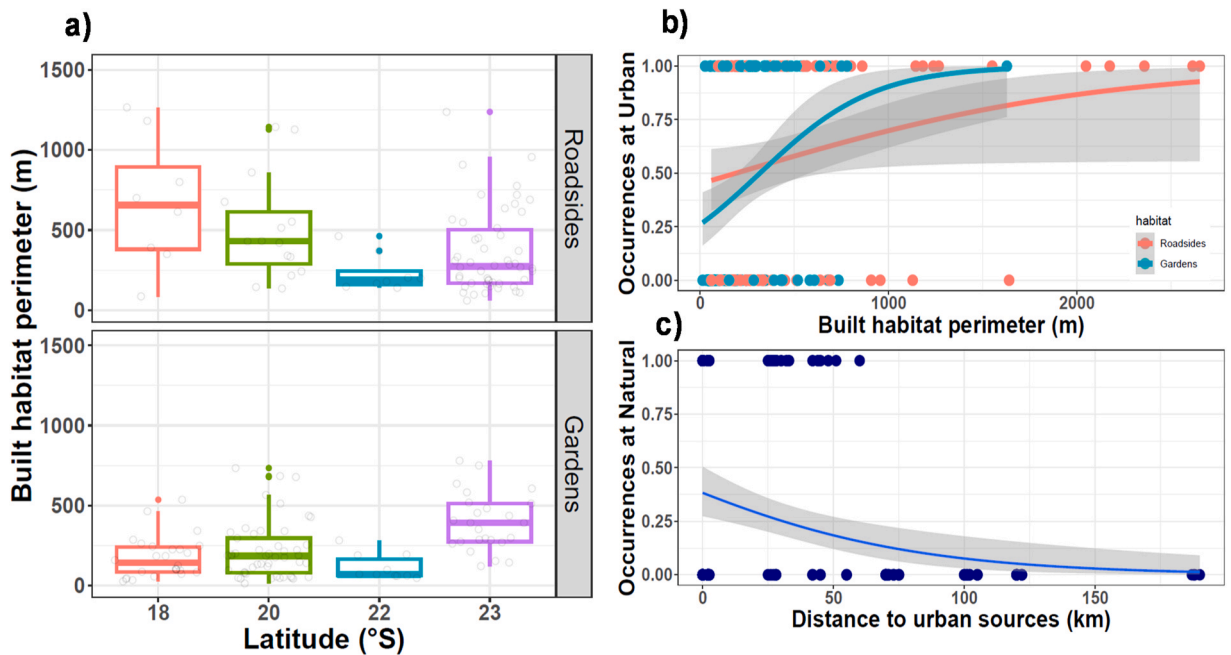 a)
Built habitat perimeter (m)
1500
1000
500
0
Roadsides
1500
1000
500
0
Gardens
18
20
22
23
Latitude (°S)
b)
Occurrences at Urban
1.00
0.75
0.50
0.25
0.00
habitat
Roadsides
Gardens
0
1000
2000
Built habitat perimeter (m)
c)
Occurrences at Natural
1.00
0.75
0.50
0.25
0.00
0
50
100
150
Distance to urban sources (km)